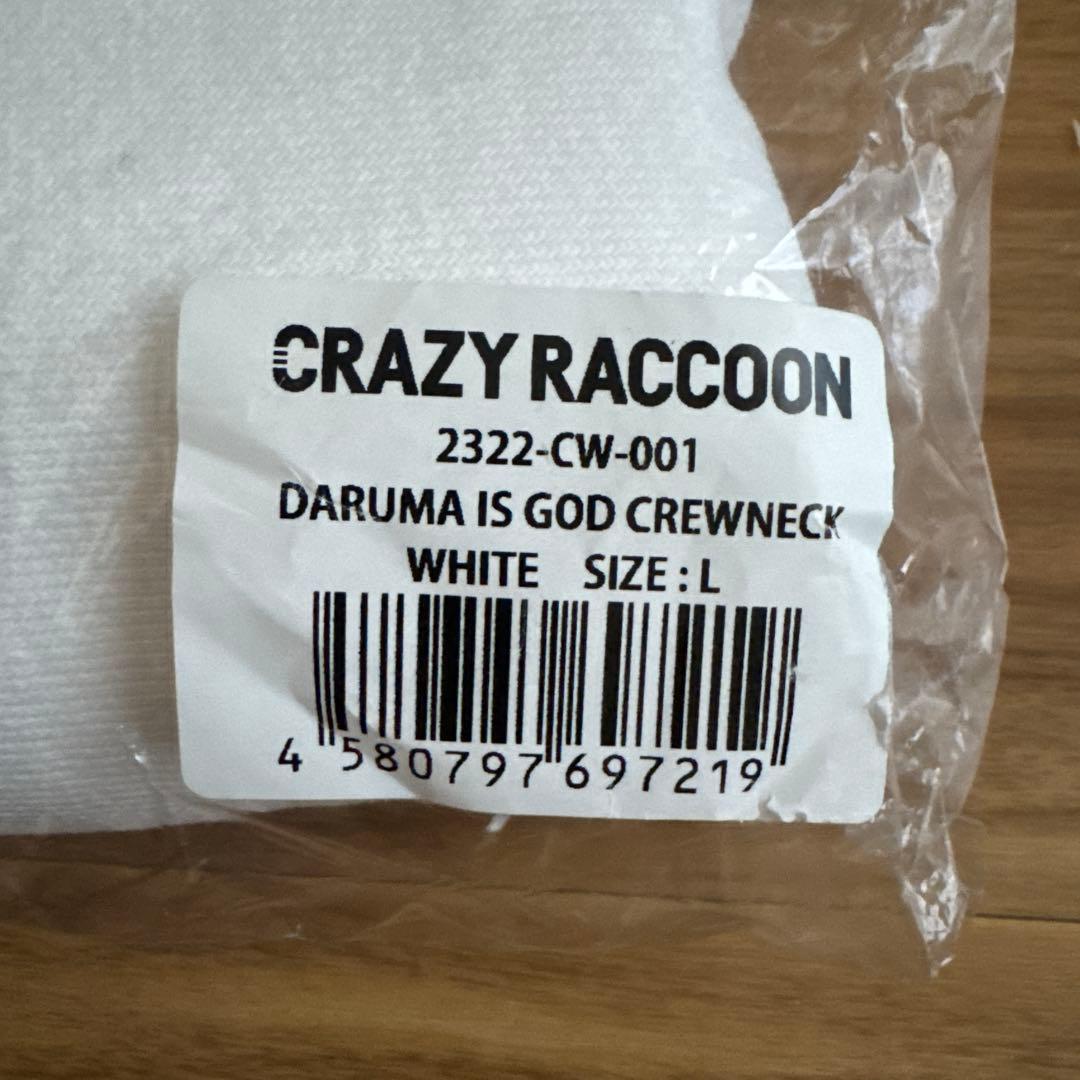 CRAZY RACCOON
2322-CW-001
DARUMA IS GOD CREWNECK
WHITE SIZE : L
4 580797 697219